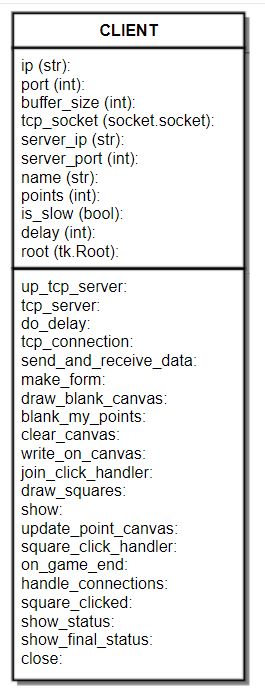 CLIENT
ip (str):
port (int):
buffer_size (int):
tcp_socket (socket.socket):
server_ip (str):
server_port (int):
name (str):
points (int):
is_slow (bool):
delay (int):
root (tk.Root):
up_tcp_server:
tcp_server:
do_delay:
tcp_connection:
send_and_receive_data:
make_form:
draw_blank_canvas:
blank_my_points:
clear_canvas:
write_on_canvas:
join_click_handler:
draw_squares:
show:
update_point_canvas:
square_click_handler:
on_game_end:
handle_connections:
square_clicked:
show_status:
show_final_status:
close: